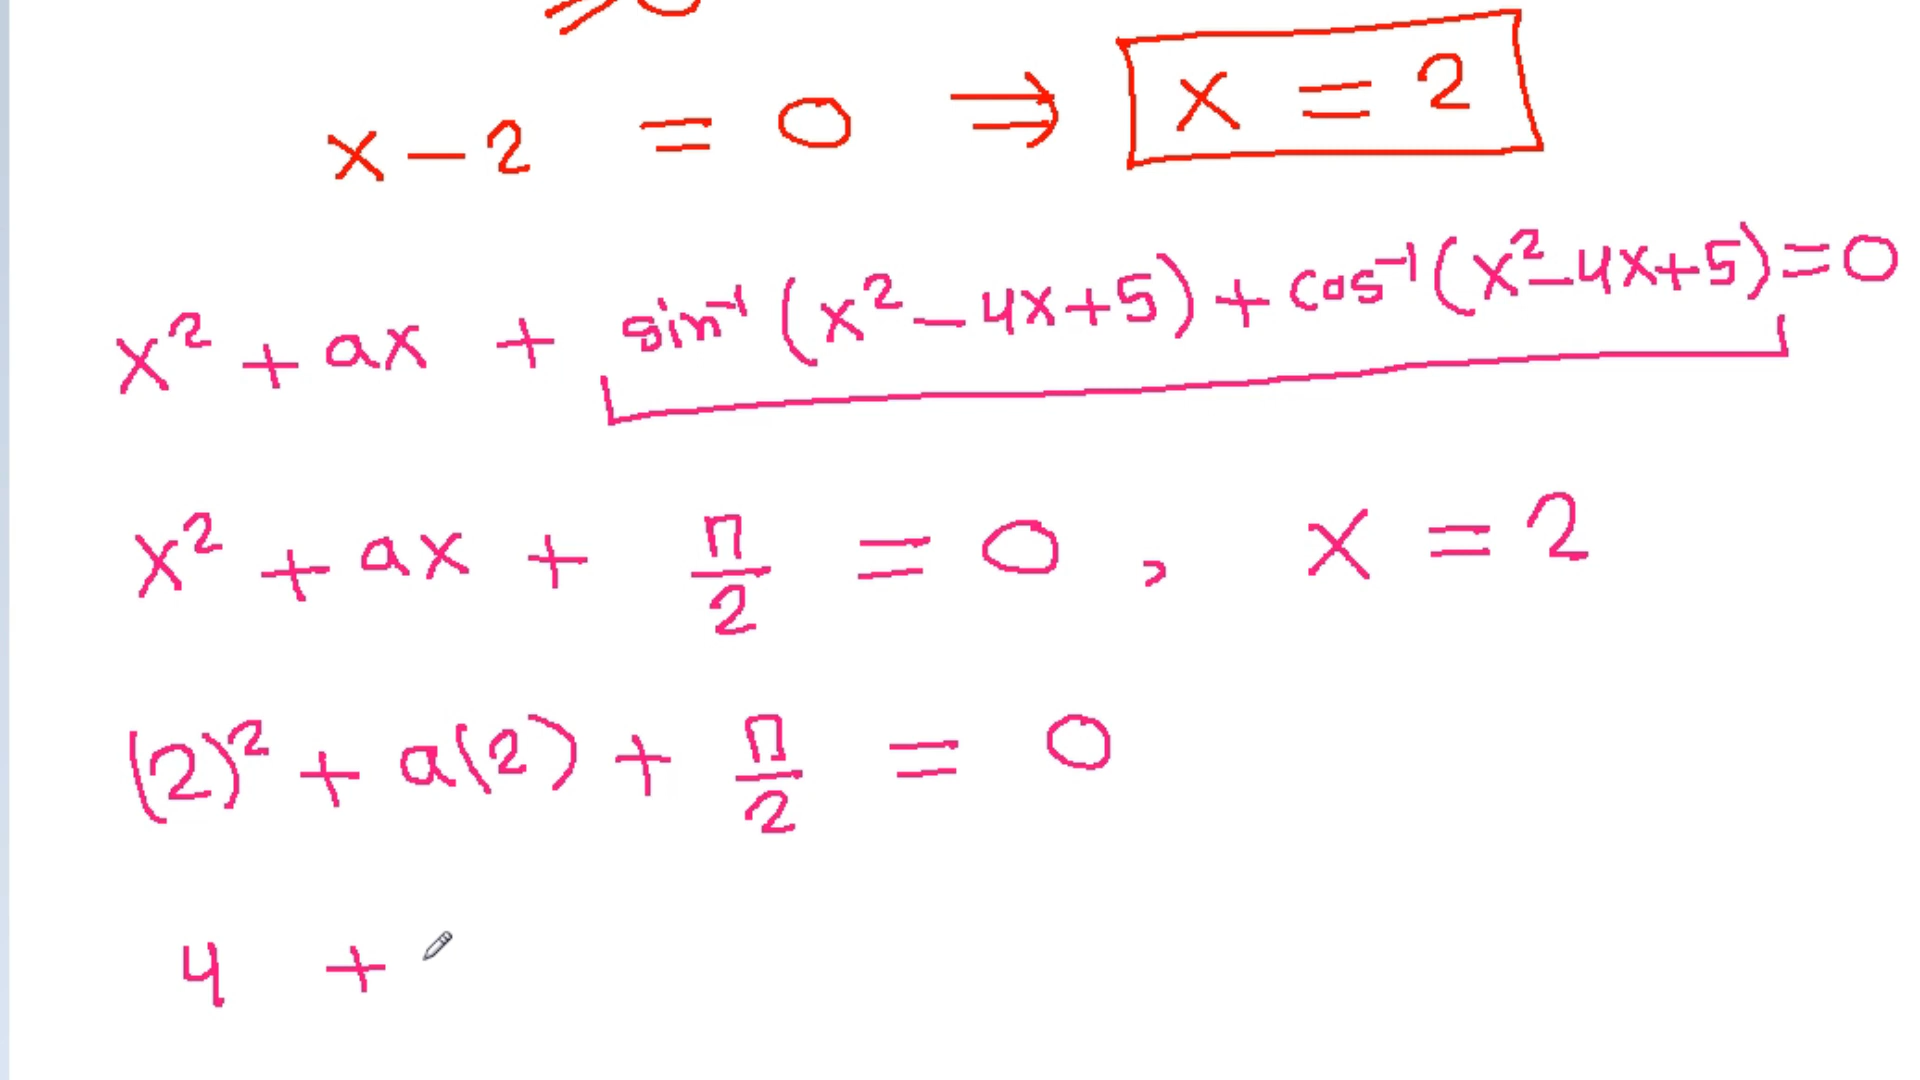 x - 2 = 0 ⇒ x = 2
x² + ax + sin⁻¹(x² - 4x + 5) + cos⁻¹(x² - 4x + 5) = 0
x² + ax + π/2 = 0 , x = 2
(2)² + a(2) + π/2 = 0
4 +